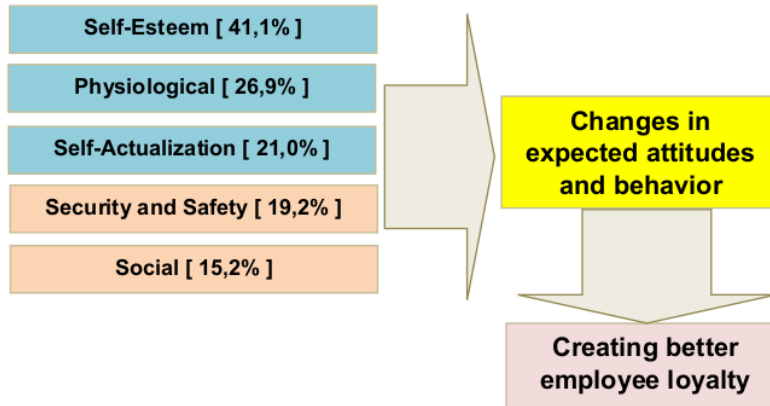 Self-Esteem [ 41,1% ]
Physiological [ 26,9% ]
Self-Actualization [ 21,0% ]
Security and Safety [ 19,2% ]
Social [ 15,2% ]
Changes in
expected attitudes
and behavior
Creating better
employee loyalty